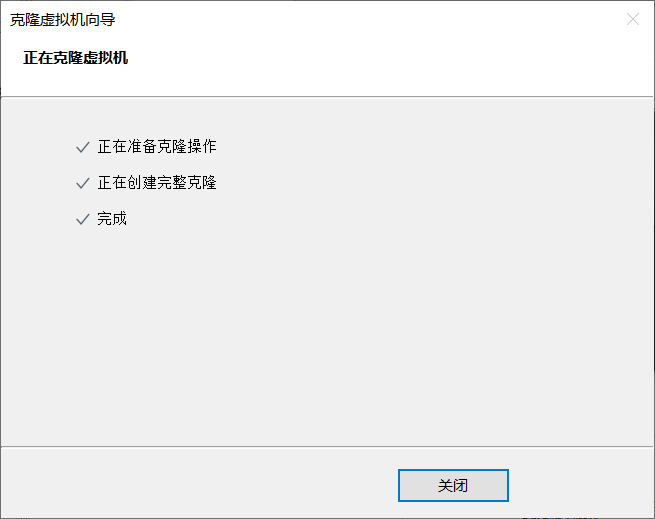 克隆虚拟机向导
正在克隆虚拟机
正在准备克隆操作
正在创建完整克隆
完成
关闭